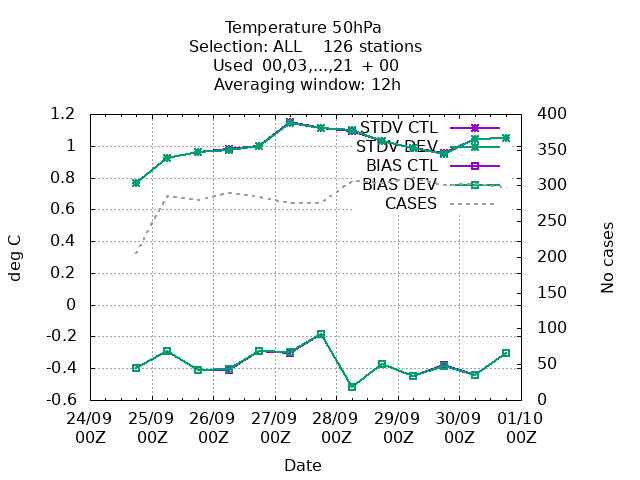 Temperature 50hPa
Selection: ALL 126 stations
Used 00,03,...,21 + 00
Averaging window: 12h
1.2
1
0.8
0.6
0.4
0.2
0
-0.2
-0.4
-0.6
deg C
STDV CTL
STDV DEV
BIAS CTL
BIAS DEV
CASES
400
350
300
250
200
150
100
50
0
No cases
24/09 25/09 26/09 27/09 28/09 29/09 30/09 01/10
00Z 00Z 00Z 00Z 00Z 00Z 00Z 00Z
Date